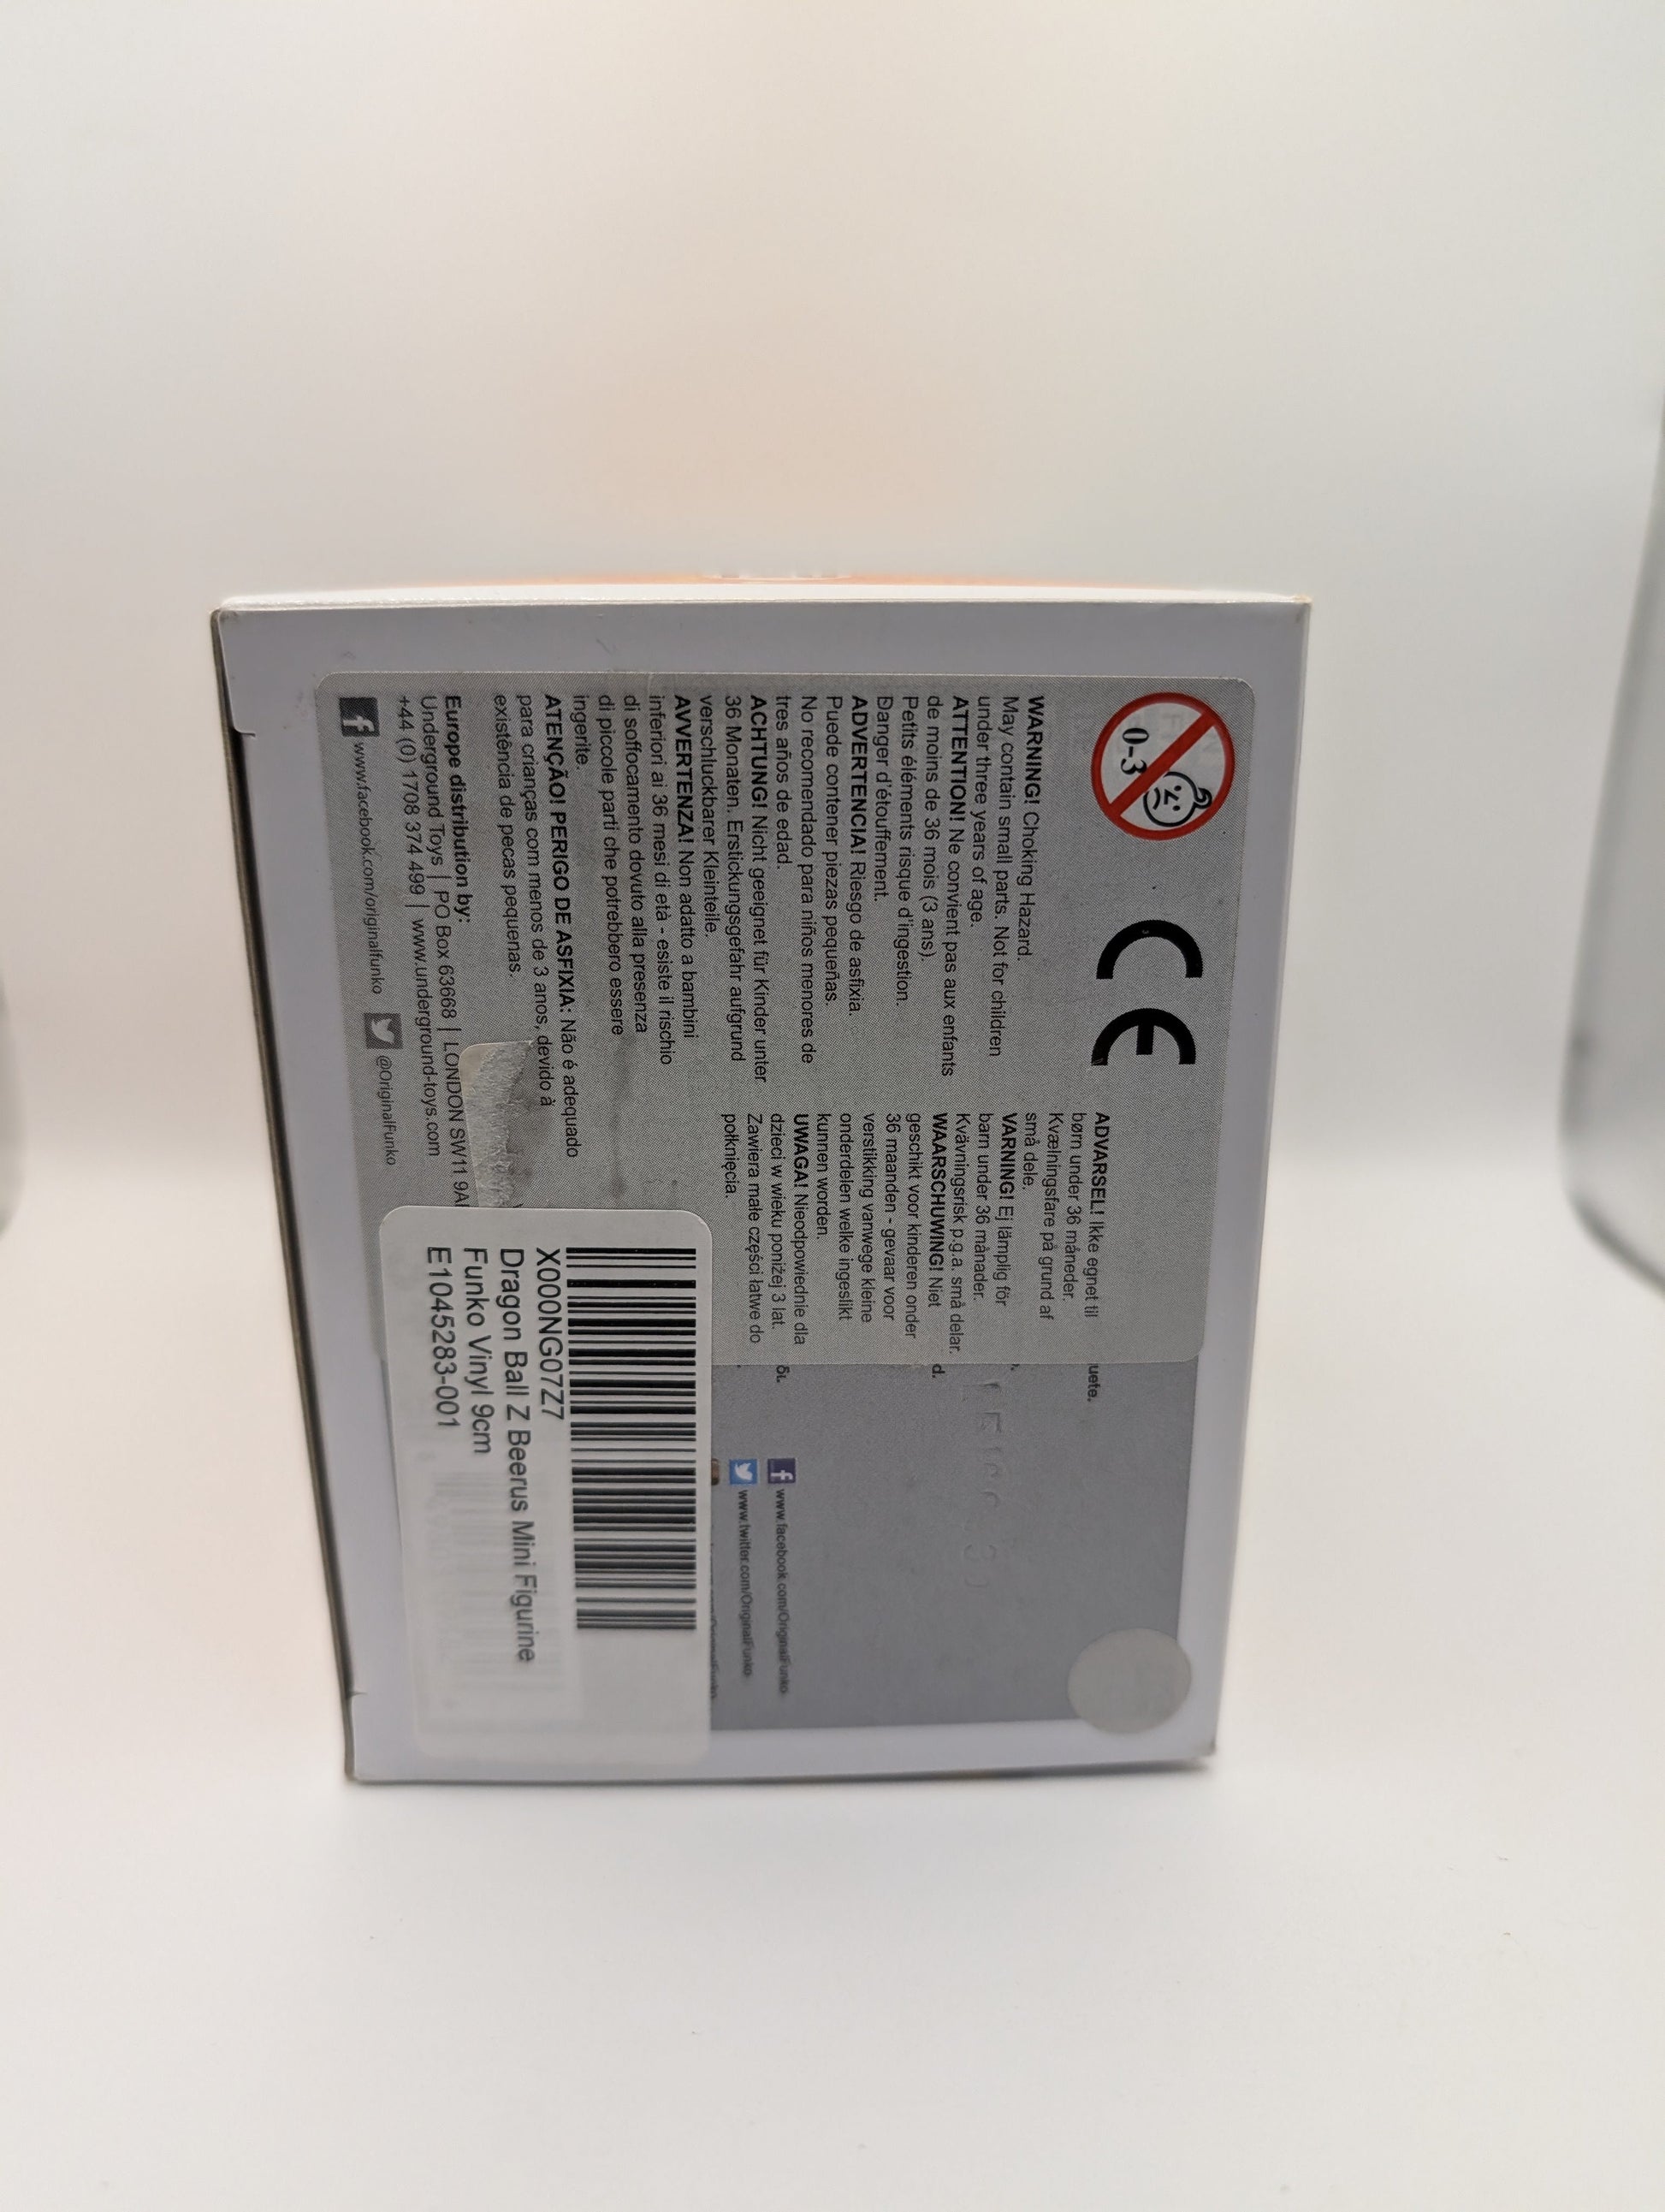 0-3
CE
WARNING! Choking Hazard.
May contain small parts. Not for children
under three years of age.
ATTENTION! Ne convient pas aux enfants
de moins de 36 mois (3 ans).
Petits éléments risque d'ingestion.
Danger d'étouffement.
ADVERTENCIA! Riesgo de asfixia.
Puede contener piezas pequeñas.
No recomendado para niños menores de
tres años de edad.
ACHTUNG! Nicht geeignet für Kinder unter
36 Monaten. Erstickungsgefahr aufgrund
verschluckbarer Kleinteile.
AVVERTENZA! Non adatto a bambini
inferiori ai 36 mesi di età - esiste il rischio
di soffocamento dovuto alla presenza
di piccole parti che potrebbero essere
ingerite.
ATENÇÃO! PERIGO DE ASFIXIA: Não é adequado
para crianças com menos de 3 anos, devido à
existência de pecas pequenas.
Europe distribution by:
Underground Toys | PO Box 63668 | LONDON SW11 9A
+44 (0) 1708 374 499 | www.underground-toys.com
www.facebook.com/originalfunko @OriginalFunko
ADVARSEL! Ikke egnet til
børn under 36 måneder.
Kvælningsfare på grund af
små dele.
VARNING! Ej lämplig för
barn under 36 månader.
Kvävningsrisk p.g.a. små delar.
WAARSCHUWING! Niet
geschikt voor kinderen onder
36 maanden - gevaar voor
verstikking vanwege kleine
onderdelen welke ingeslikt
kunnen worden.
UWAGA! Nieodpowiednie dla
dzieci w wieku poniżej 3 lat.
Zawiera małe części łatwe do
połknięcia.
uete.
d.
www.facebook.com/OriginalFunko
www.twitter.com/OriginalFunko
X000NG07Z7
Dragon Ball Z Beerus Mini Figurine
Funko Vinyl 9cm
E1045283-001